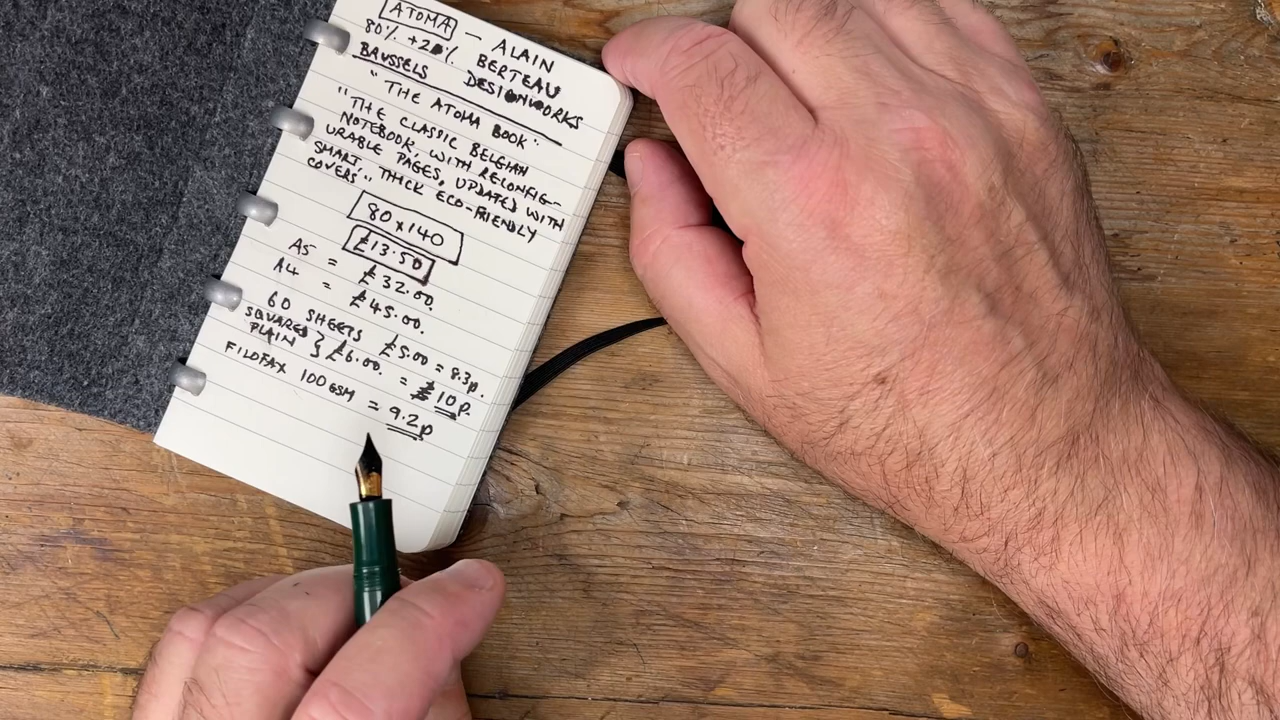 ATOMA - ALAIN
80% + 20% BERTEAU
BRUSSELS DESIGNWORKS
"THE ATOMA BOOK".
"THE CLASSIC BELGIAN
NOTEBOOK, WITH RECONFIG-
URABLE PAGES, UPDATED WITH
SMART, THICK ECO-FRIENDLY
COVERS".
80 x 140
£13.50
A5 = £32.00.
A4 = £45.00.
60 SHEETS £5.00 = 8.3p.
SQUARED } £6.00. = £ 10p.
PLAIN
FILOFAX 100GSM = 9.2p